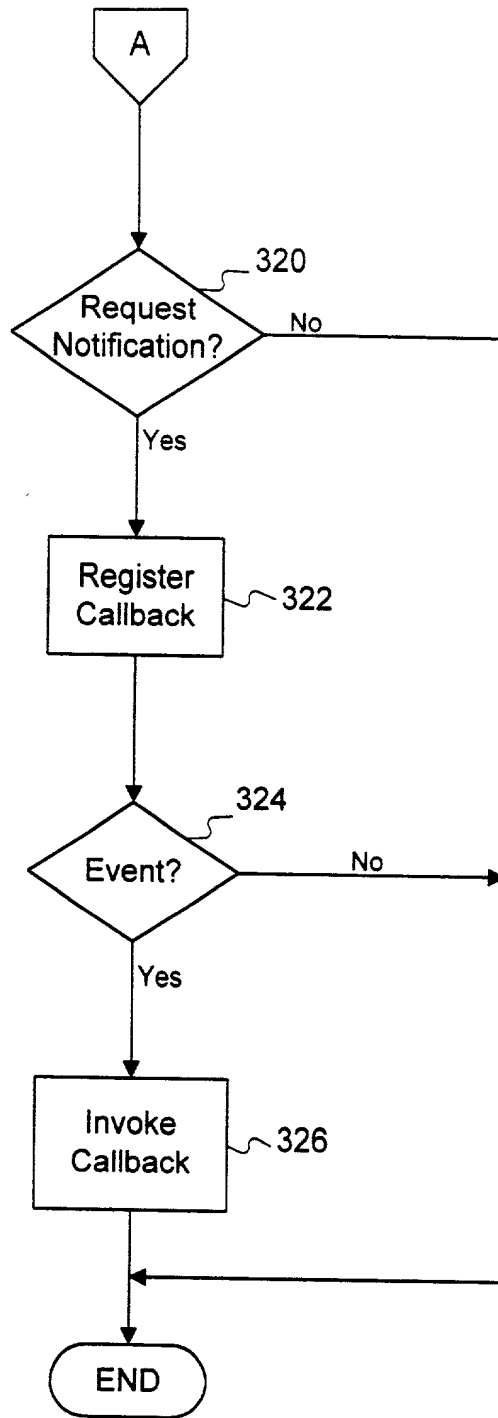 A
320
Request
Notification?
No
Yes
Register
Callback
322
324
Event?
No
Yes
Invoke
Callback
326
END